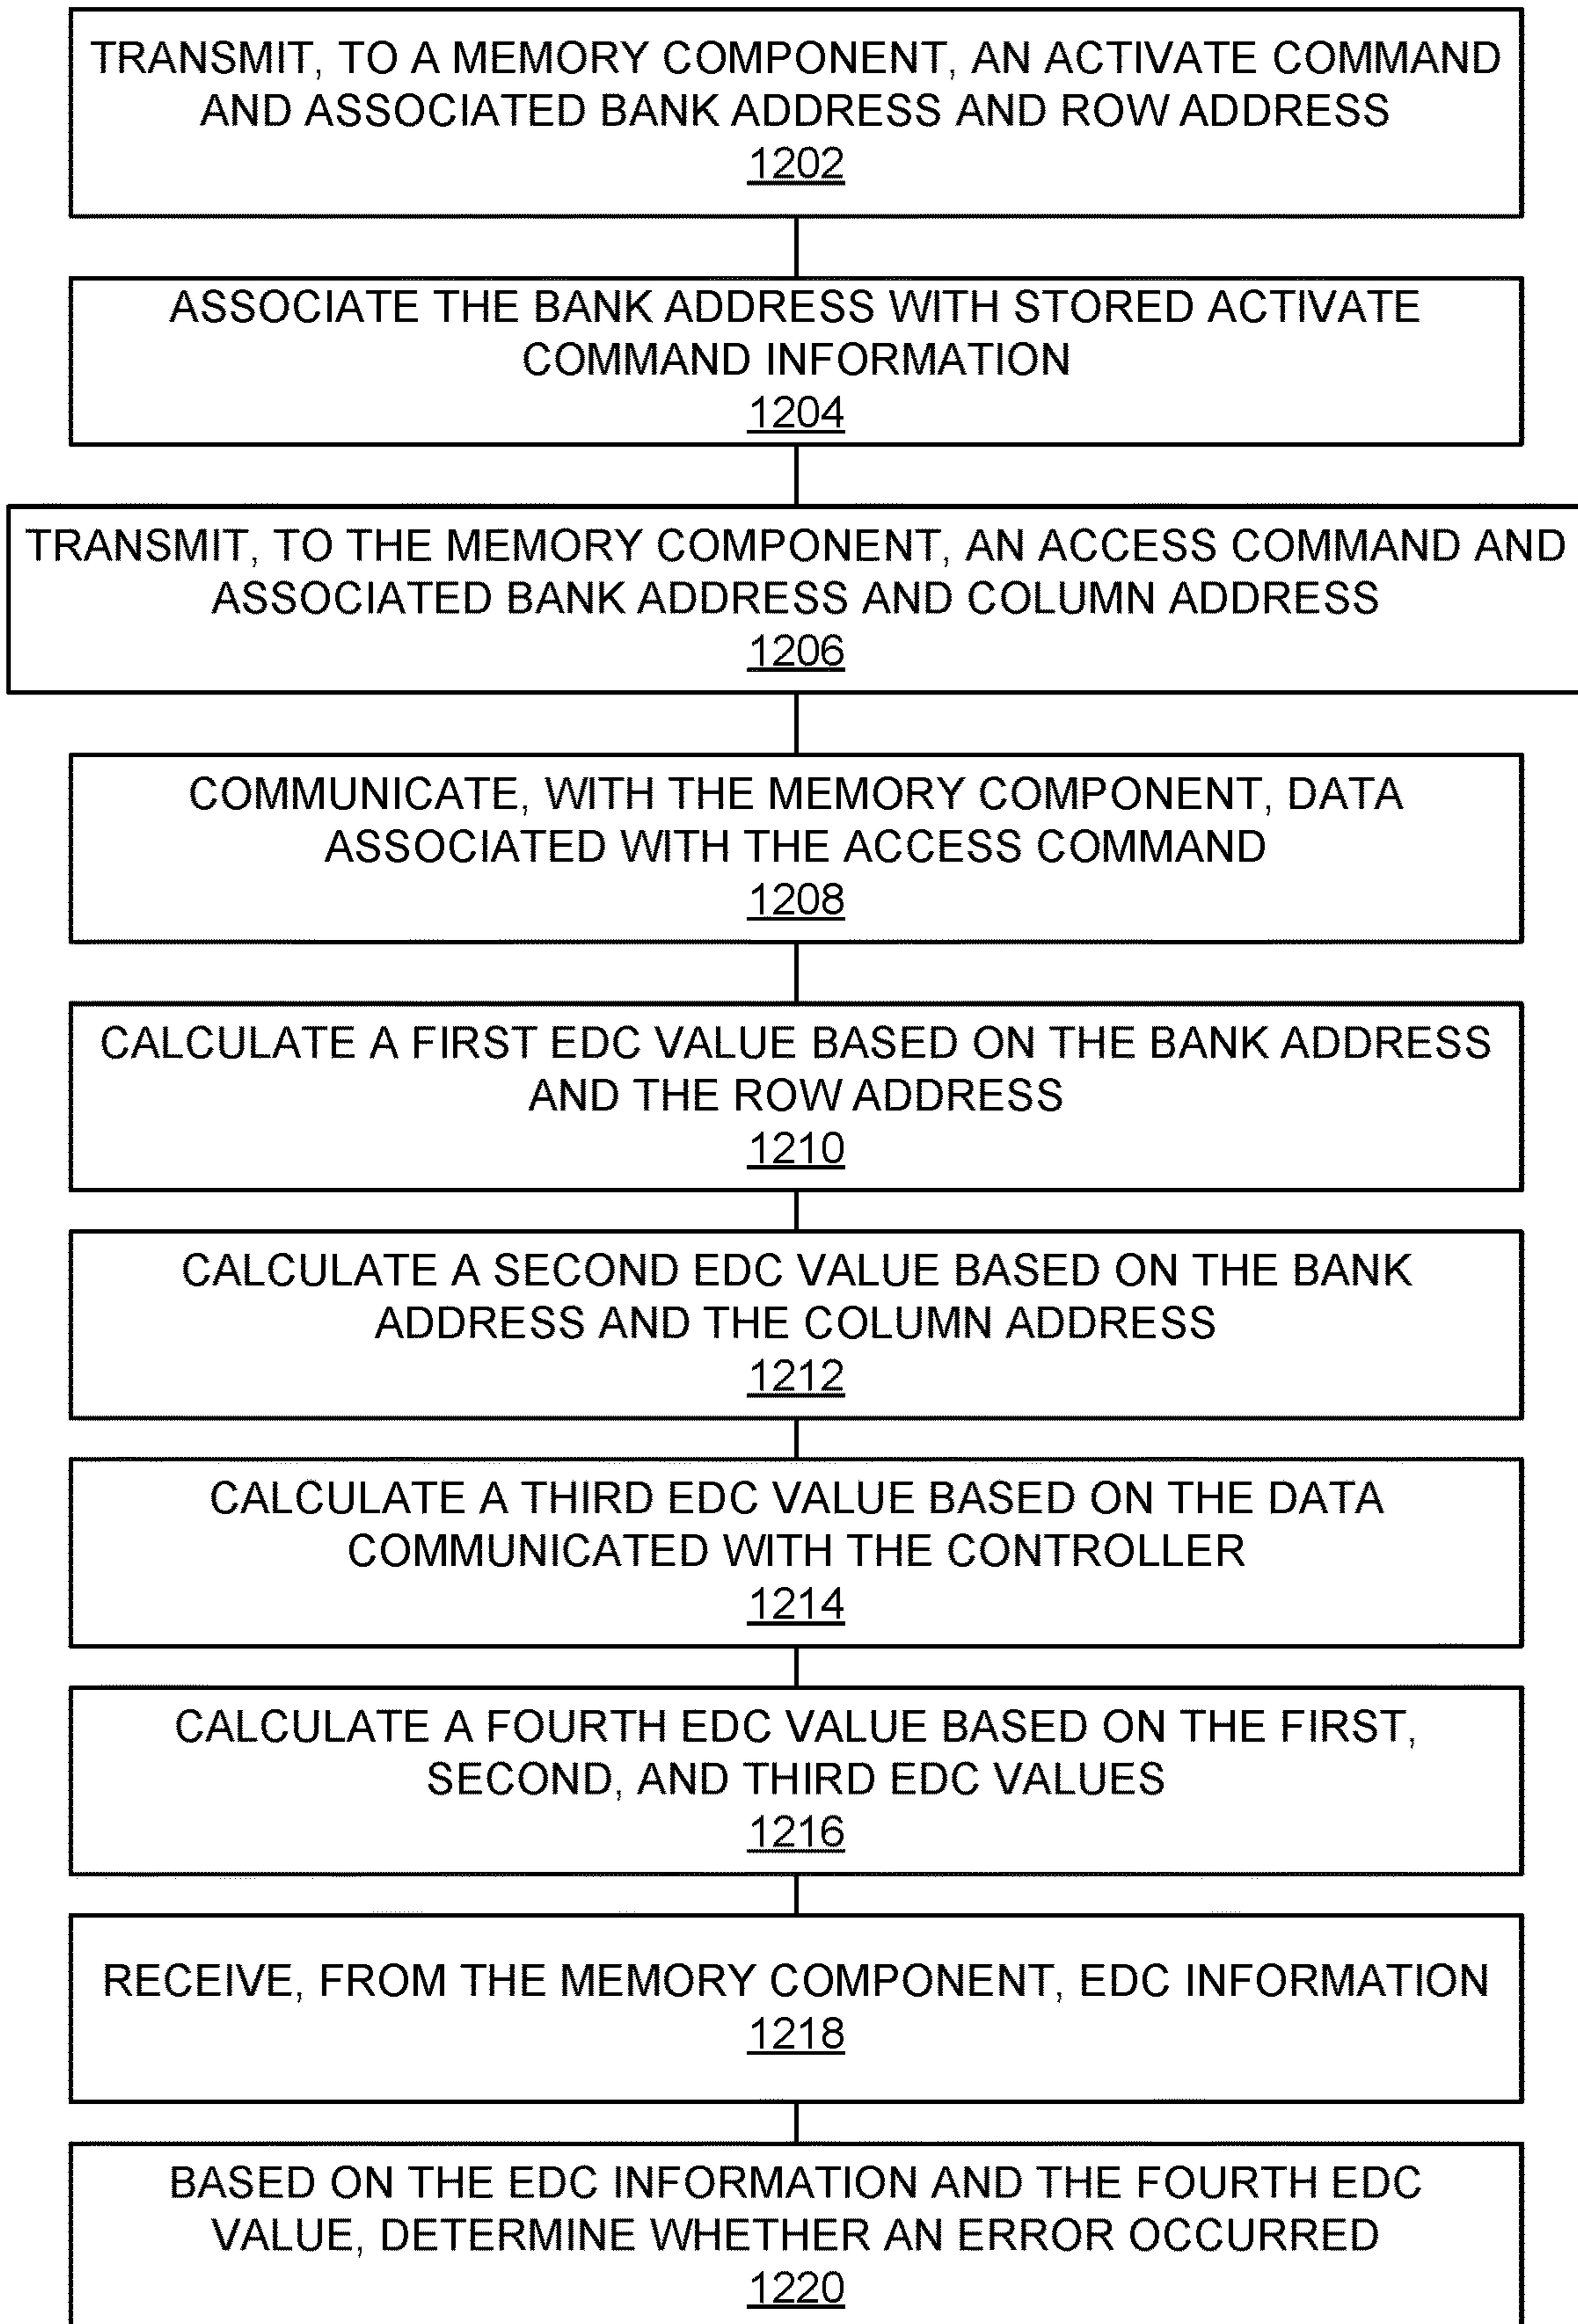 TRANSMIT, TO A MEMORY COMPONENT, AN ACTIVATE COMMAND
AND ASSOCIATED BANK ADDRESS AND ROW ADDRESS
1202
ASSOCIATE THE BANK ADDRESS WITH STORED ACTIVATE
COMMAND INFORMATION
1204
TRANSMIT, TO THE MEMORY COMPONENT, AN ACCESS COMMAND AND
ASSOCIATED BANK ADDRESS AND COLUMN ADDRESS
1206
COMMUNICATE, WITH THE MEMORY COMPONENT, DATA
ASSOCIATED WITH THE ACCESS COMMAND
1208
CALCULATE A FIRST EDC VALUE BASED ON THE BANK ADDRESS
AND THE ROW ADDRESS
1210
CALCULATE A SECOND EDC VALUE BASED ON THE BANK
ADDRESS AND THE COLUMN ADDRESS
1212
CALCULATE A THIRD EDC VALUE BASED ON THE DATA
COMMUNICATED WITH THE CONTROLLER
1214
CALCULATE A FOURTH EDC VALUE BASED ON THE FIRST,
SECOND, AND THIRD EDC VALUES
1216
RECEIVE, FROM THE MEMORY COMPONENT, EDC INFORMATION
1218
BASED ON THE EDC INFORMATION AND THE FOURTH EDC
VALUE, DETERMINE WHETHER AN ERROR OCCURRED
1220